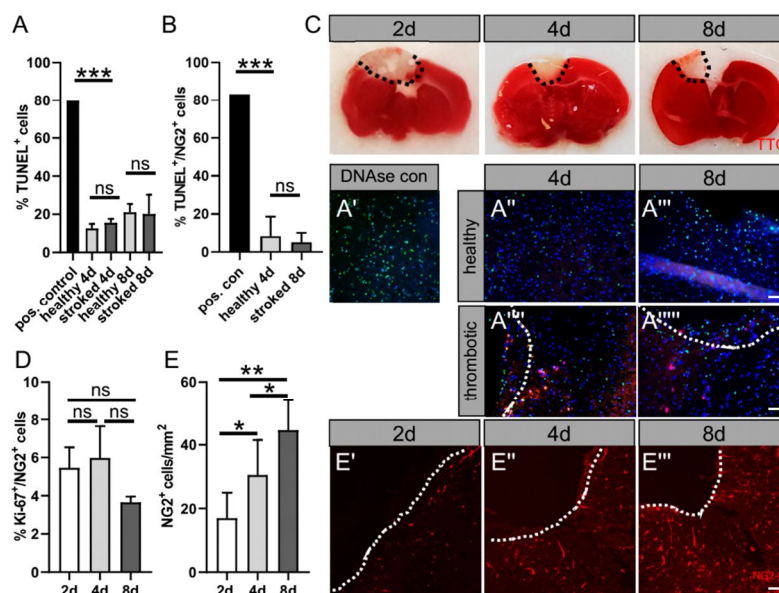 A
***
% TUNEL+ cells
100
80
60
40
20
0
ns
ns
pos. control
healthy 4d
stroked 4d
healthy 8d
stroked 8d
B
***
% TUNEL+/NG2+ cells
100
80
60
40
20
0
ns
pos. con
healthy 4d
stroked 8d
C
2d
4d
8d
TTC
DNAse con
4d
8d
healthy
thrombotic
A'
A''
A'''
A''''
A'''''
D
% Ki-67+/NG2+ cells
10
8
6
4
2
0
ns
ns
ns
2d
4d
8d
E
NG2+ cells/mm2
60
40
20
0
**
*
*
2d
4d
8d
2d
4d
8d
E'
E''
E'''
NG2